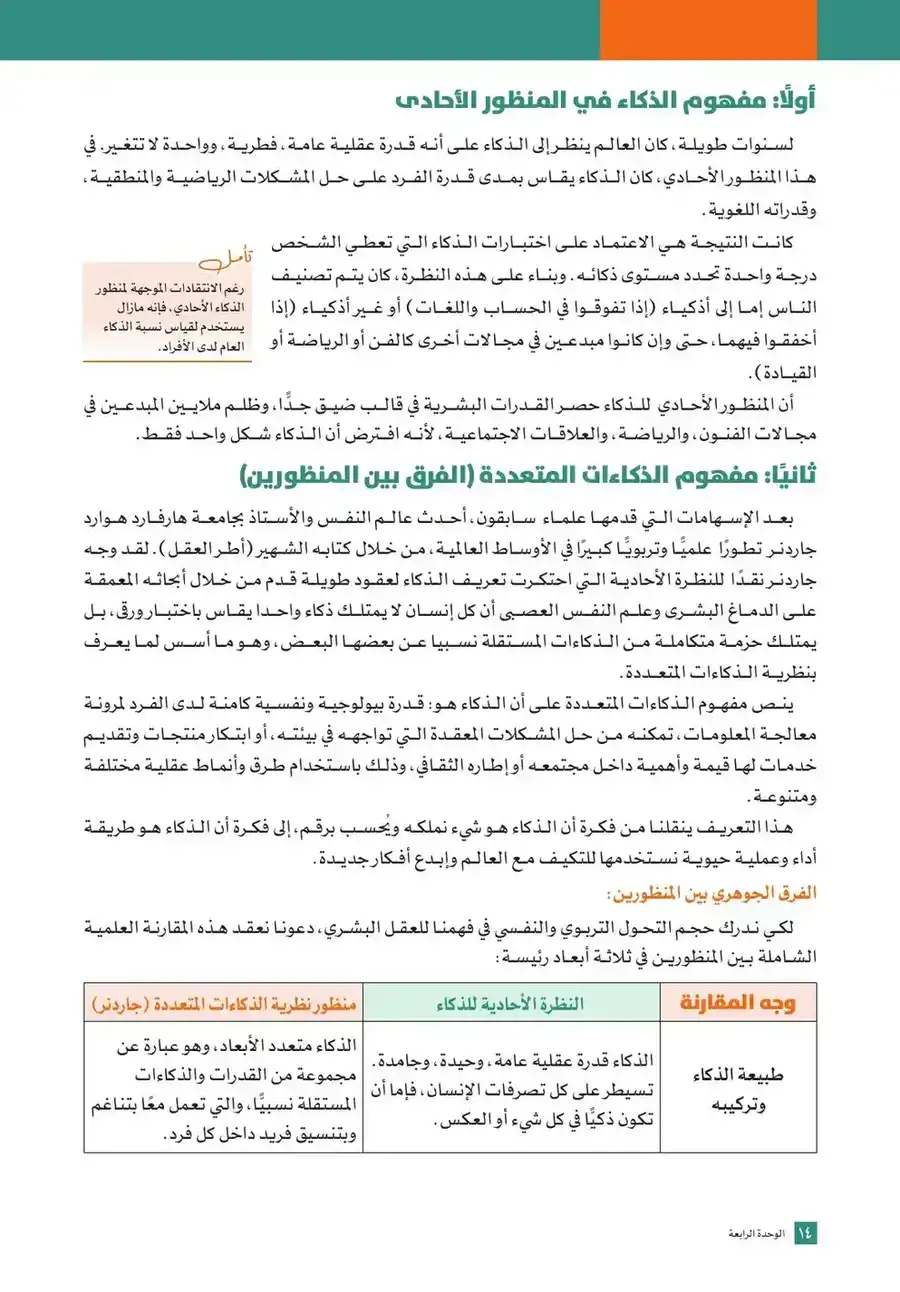 أولًا: مفهوم الذكاء في المنظور الأحادى
لسنوات طويلة، كان العالم ينظر إلى الذكاء على أنه قدرة عقلية عامة، فطرية، وواحدة لا تتغير. في
هذا المنظور الأحادي، كان الذكاء يقاس بمدى قدرة الفرد على حل المشكلات الرياضية والمنطقية،
وقدراته اللغوية.
كانت النتيجة هي الاعتماد على اختبارات الذكاء التي تعطي الشخص
درجة واحدة تحدد مستوى ذكائه. وبناء على هذه النظرة، كان يتم تصنيف
الناس إما إلى أذكياء (إذا تفوقوا في الحساب واللغات) أو غير أذكياء (إذا
أخفقوا فيهما، حتى وإن كانوا مبدعين في مجالات أخرى كالفن أو الرياضة أو
القيادة).
تأمل
رغم الانتقادات الموجهة لمنظور
الذكاء الأحادي، فإنه مازال
يستخدم لقياس نسبة الذكاء
العام لدى الأفراد.
أن المنظور الأحادي للذكاء حصر القدرات البشرية في قالب ضيق جدًّا، وظلم ملايين المبدعين في
مجالات الفنون، والرياضة، والعلاقات الاجتماعية، لأنه افترض أن الذكاء شكل واحد فقط.
ثانيًا: مفهوم الذكاءات المتعددة (الفرق بين المنظورين)
بعد الإسهامات التي قدمها علماء سابقون، أحدث عالم النفس والأستاذ بجامعة هارفارد هوارد
جاردنر تطورًا علميًّا وتربويًّا كبيرًا في الأوساط العالمية، من خلال كتابه الشهير (أطر العقل). لقد وجه
جاردنر نقدًا للنظرة الأحادية التي احتكرت تعريف الذكاء لعقود طويلة قدم من خلال أبحاثه المعمقة
على الدماغ البشرى وعلم النفس العصبى أن كل إنسان لا يمتلك ذكاء واحدا يقاس باختبار ورقى، بل
يمتلك حزمة متكاملة من الذكاءات المستقلة نسبيا عن بعضها البعض، وهو ما أسس لما يعرف
بنظرية الذكاءات المتعددة.
ينص مفهوم الذكاءات المتعددة على أن الذكاء هو: قدرة بيولوجية ونفسية كامنة لدى الفرد لمرونة
معالجة المعلومات، تمكنه من حل المشكلات المعقدة التي تواجهه في بيئته، أو ابتكار منتجات وتقديم
خدمات لها قيمة وأهمية داخل مجتمعه أو إطاره الثقافي، وذلك باستخدام طرق وأنماط عقلية مختلفة
ومتنوعة.
هذا التعريف ينقلنا من فكرة أن الذكاء هو شيء نملكه ويُحسب برقم، إلى فكرة أن الذكاء هو طريقة
أداء وعملية حيوية نستخدمها للتكيف مع العالم وإبدع أفكار جديدة.
الفرق الجوهري بين المنظورين:
لكي ندرك حجم التحول التربوي والنفسي في فهمنا للعقل البشري، دعونا نعقد هذه المقارنة العلمية
الشاملة بين المنظورين في ثلاثة أبعاد رئيسة:
وجه المقارنة
النظرة الأحادية للذكاء
منظور نظرية الذكاءات المتعددة (جاردنر)
طبيعة الذكاء
وتركيبه
الذكاء قدرة عقلية عامة، وحيدة، وجامدة.
تسيطر على كل تصرفات الإنسان، فإما أن
تكون ذكيًّا في كل شيء أو العكس.
الذكاء متعدد الأبعاد، وهو عبارة عن
مجموعة من القدرات والذكاءات
المستقلة نسبيًّا، والتي تعمل معًا بتناغم
وبتنسيق فريد داخل كل فرد.
١٤ الوحدة الرابعة